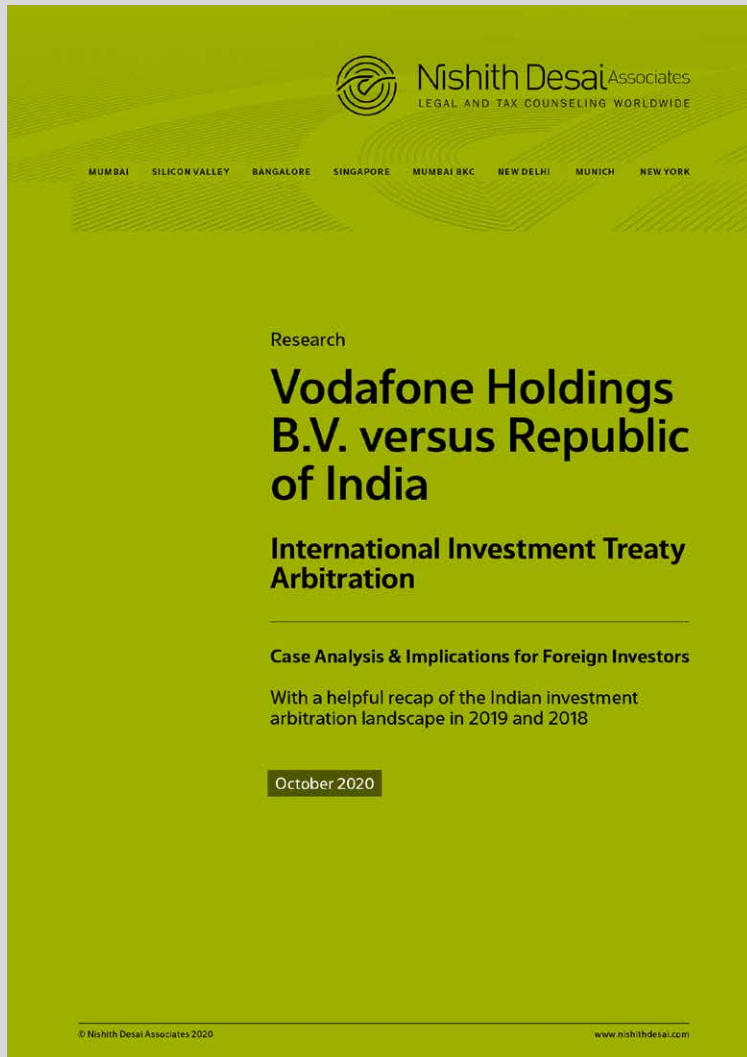 Nishith Desai Associates
LEGAL AND TAX COUNSELING WORLDWIDE
MUMBAI SILICON VALLEY BANGALORE SINGAPORE MUMBAI BKC NEW DELHI MUNICH NEW YORK
Research
Vodafone Holdings
B.V. versus Republic
of India
International Investment Treaty
Arbitration
Case Analysis & Implications for Foreign Investors
With a helpful recap of the Indian investment
arbitration landscape in 2019 and 2018
October 2020
© Nishith Desai Associates 2020 www.nishithdesai.com